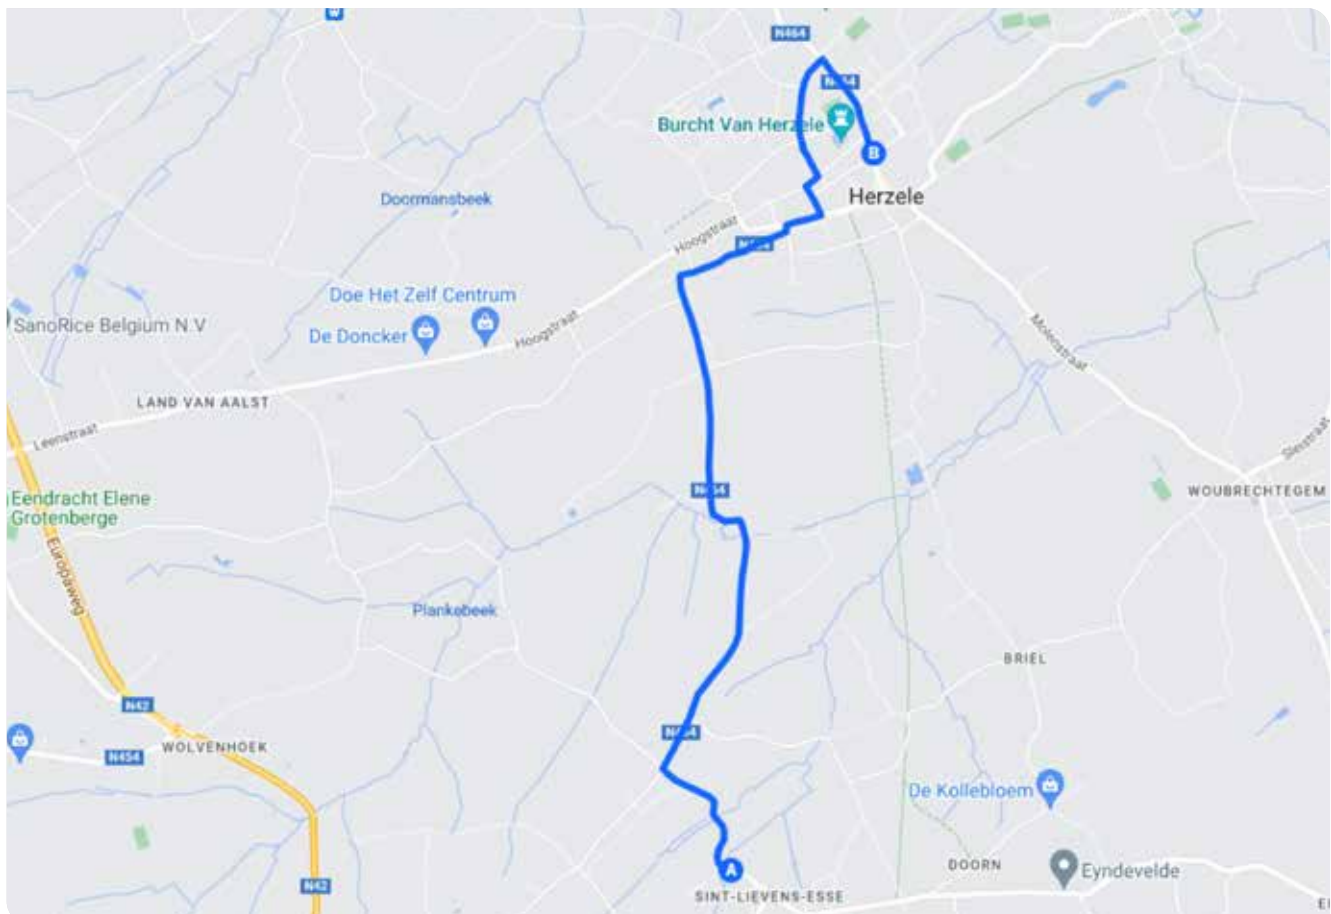 N464
N464
Burcht Van Herzele
B
Herzele
Doormansbeek
Hoogstraat
Doe Het Zelf Centrum
SanoRice Belgium N.V
De Doncker
Hoogstraat
Molenstraat
LAND VAN AALST
Leenstraat
Sleistraat
Eendracht Elene
Grotenberge
WOUBRECHTEGEM
Europaweg
Plankebeek
BRIEL
N42
WOLVENHOEK
N454
De Kollebloem
DOORN
Eyndevelde
A
N42
SINT-LIEVENS-ESSE